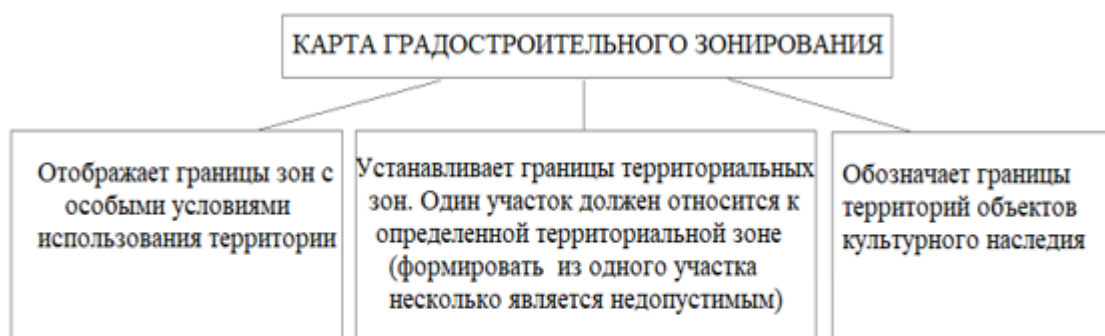 КАРТА ГРАДОСТРОИТЕЛЬНОГО ЗОНИРОВАНИЯ
Отображает границы зон с
особыми условиями
использования территории
Устанавливает границы территориальных
зон. Один участок должен относится к
определенной территориальной зоне
(формировать из одного участка
несколько является недопустимым)
Обозначает границы
территорий объектов
культурного наследия